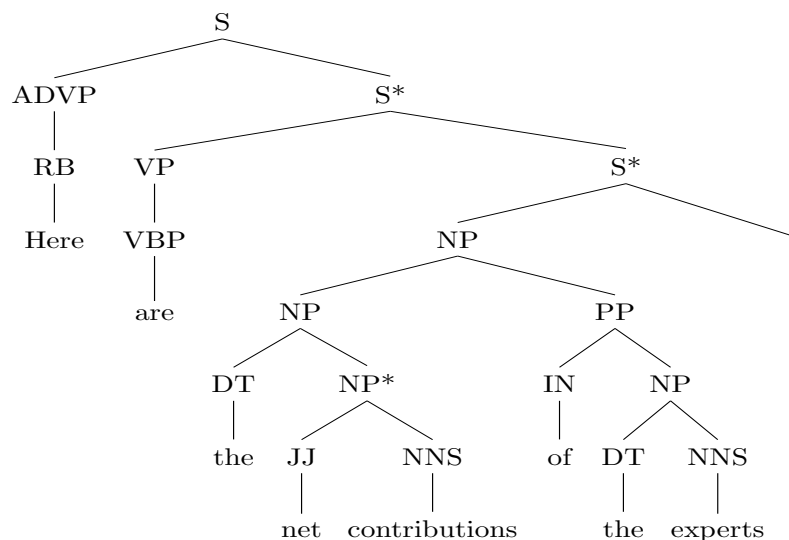 S
ADVP S*
RB VP S*
Here VBP NP
are NP PP
DT NP* IN NP
the JJ NNS of DT NNS
net contributions the experts